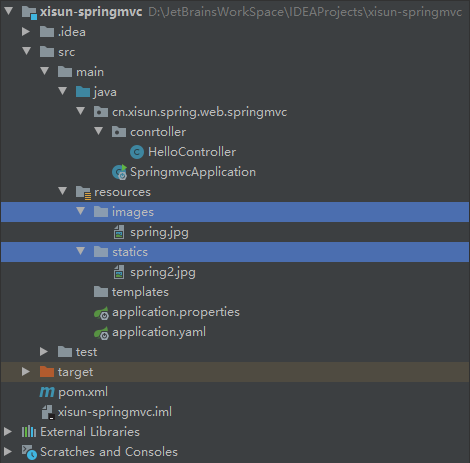 xisun-springmvc D:\JetBrainsWorkSpace\IDEAProjects\xisun-springmvc
.idea
src
main
java
cn.xisun.spring.web.springmvc
conrtoller
HelloController
SpringmvcApplication
resources
images
spring.jpg
statics
spring2.jpg
templates
application.properties
application.yaml
test
target
pom.xml
xisun-springmvc.iml
External Libraries
Scratches and Consoles